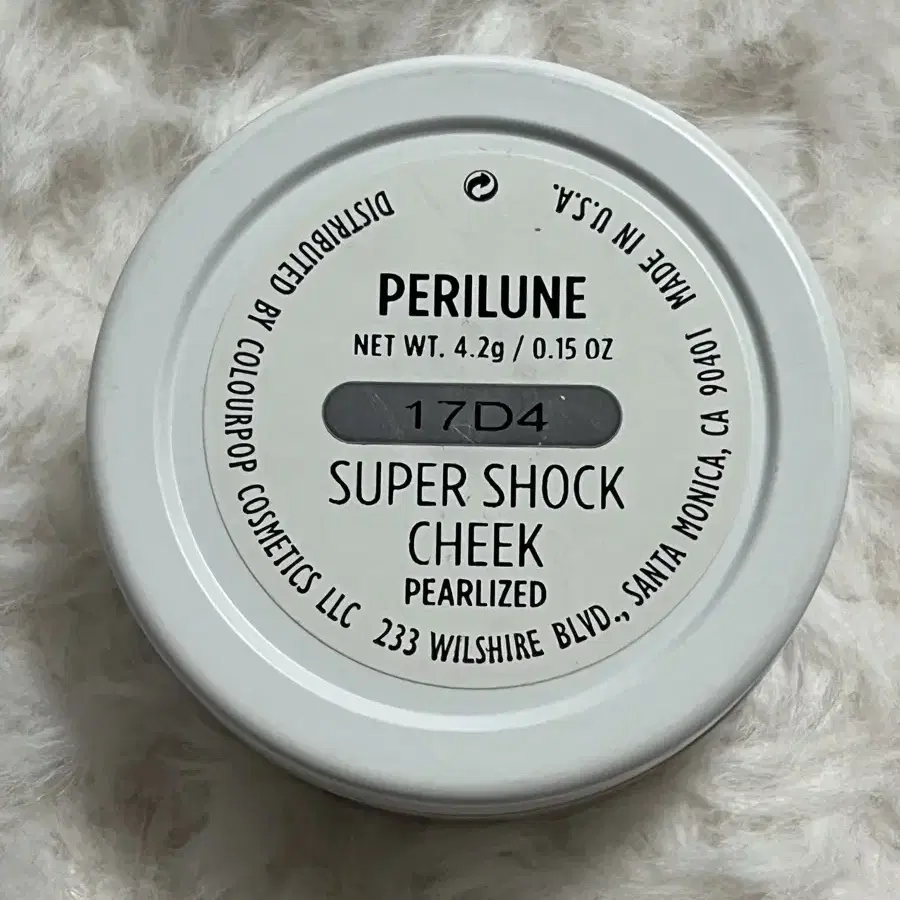 PERILUNE
NET WT. 4.2g / 0.15 OZ
17D4
SUPER SHOCK
CHEEK
PEARLIZED
DISTRIBUTED BY COLOURPOP COSMETICS LLC 233 WILSHIRE BLVD., SANTA MONICA, CA 90401 MADE IN U.S.A.